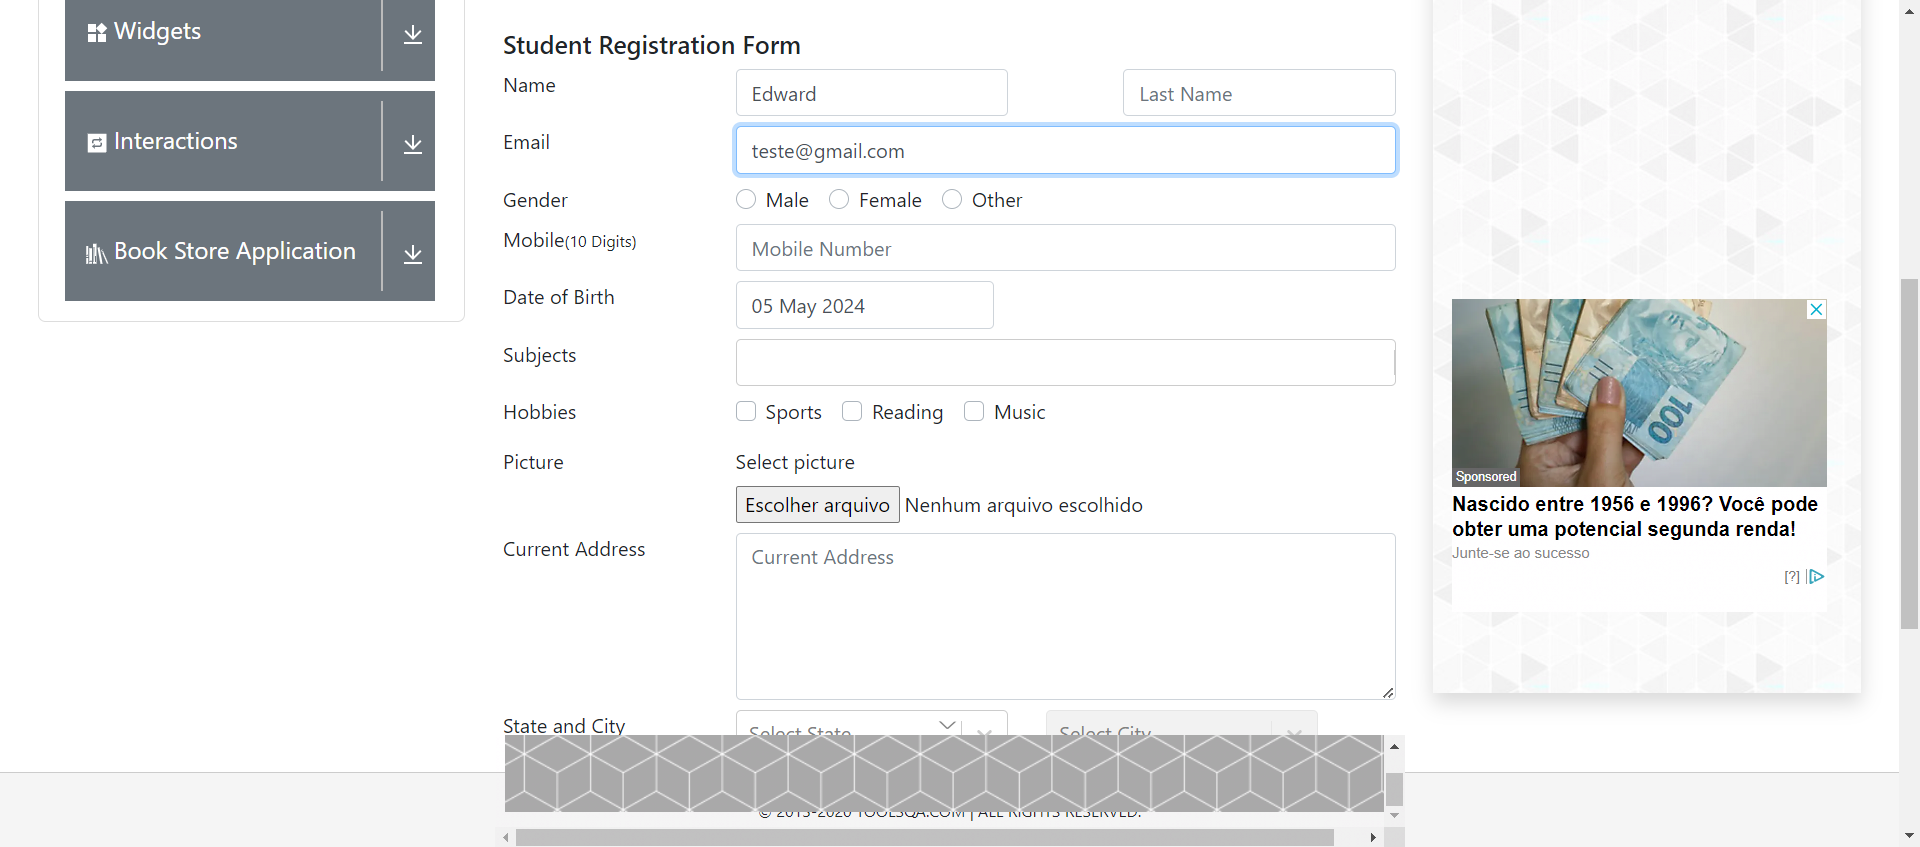 Widgets
Interactions
Book Store Application
Student Registration Form
Name
Edward
Last Name
Email
teste@gmail.com
Gender
Male
Female
Other
Mobile(10 Digits)
Mobile Number
Date of Birth
05 May 2024
Subjects
Hobbies
Sports
Reading
Music
Picture
Select picture
Escolher arquivo
Nenhum arquivo escolhido
Current Address
Current Address
State and City
Select State
Select City
© 2013-2020 TOOLSQA.COM | ALL RIGHTS RESERVED.
100
Sponsored
Nascido entre 1956 e 1996? Você pode
obter uma potencial segunda renda!
Junte-se ao sucesso
[?]